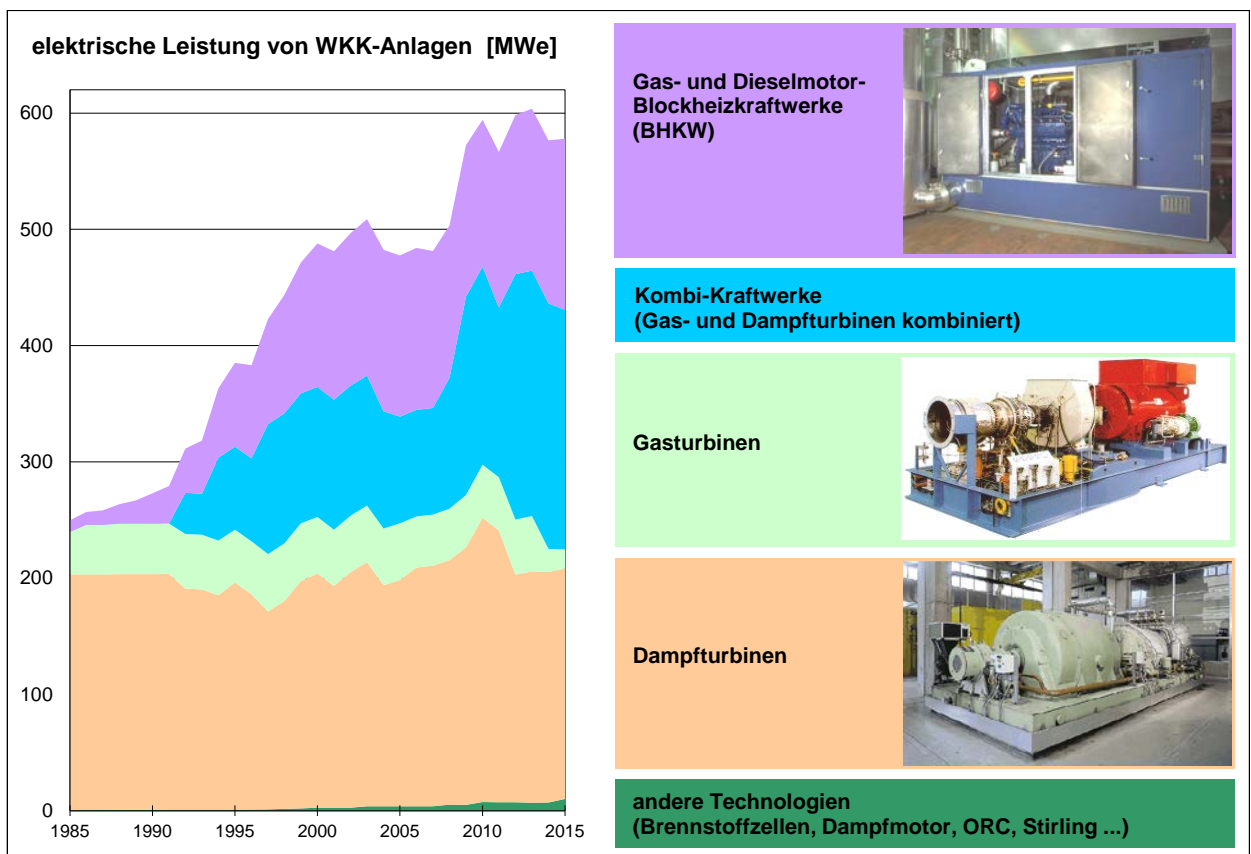 elektrische Leistung von WKK-Anlagen [MWe]
600
500
400
300
200
100
0
1985
1990
1995
2000
2005
2010
2015
Gas- und Dieselmotor-
Blockheizkraftwerke
(BHKW)
Kombi-Kraftwerke
(Gas- und Dampfturbinen kombiniert)
Gasturbinen
Dampfturbinen
andere Technologien
(Brennstoffzellen, Dampfmotor, ORC, Stirling ...)